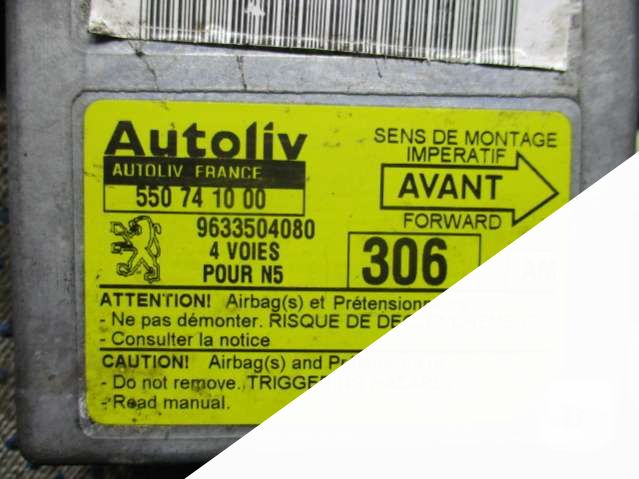 Autoliv
AUTOLIV FRANCE
550 74 10 00
SENS DE MONTAGE
IMPERATIF
AVANT
FORWARD
9633504080
4 VOIES
POUR N5
306
ATTENTION! Airbag(s) et
- Ne pas démonter. RISQUE DE
- Consulter la notice
CAUTION! Airbag(s) and
- Do not remove.
- Read manual.